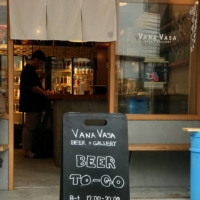 VANA VASA
VANA VASA
BEER + GALLERY
BEER
TO-GO